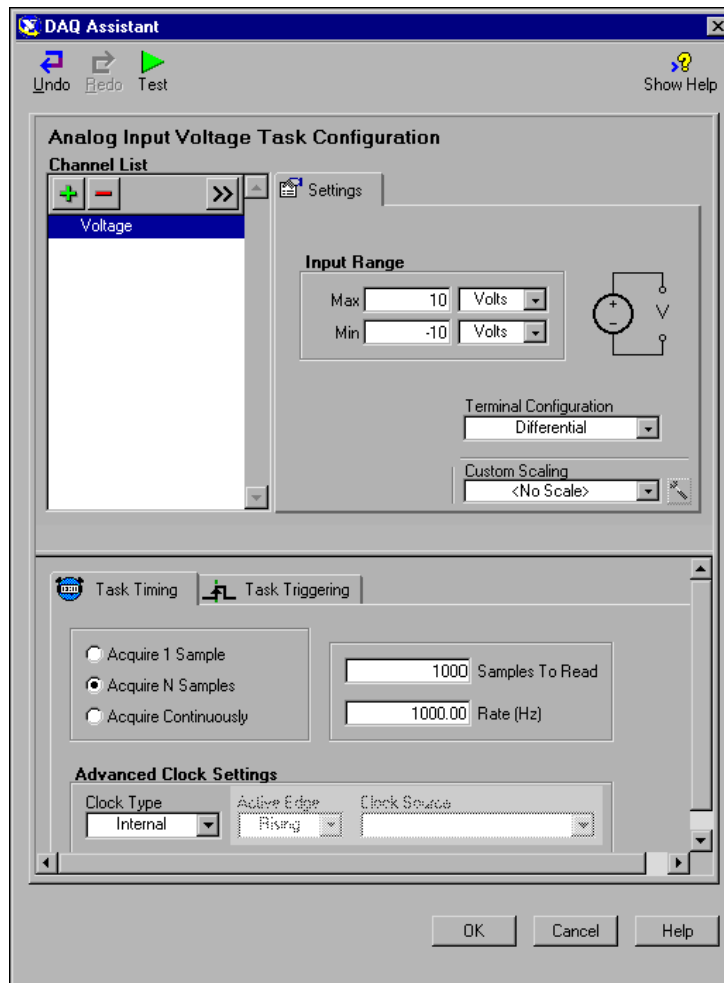 DAQ Assistant
Undo Redo Test Show Help
Analog Input Voltage Task Configuration
Channel List
Voltage
Settings
Input Range
Max 10 Volts
Min -10 Volts
V
Terminal Configuration
Differential
Custom Scaling
<No Scale>
Task Timing Task Triggering
Acquire 1 Sample
Acquire N Samples
Acquire Continuously
1000 Samples To Read
1000.00 Rate (Hz)
Advanced Clock Settings
Clock Type Active Edge Clock Source
Internal Rising
OK Cancel Help